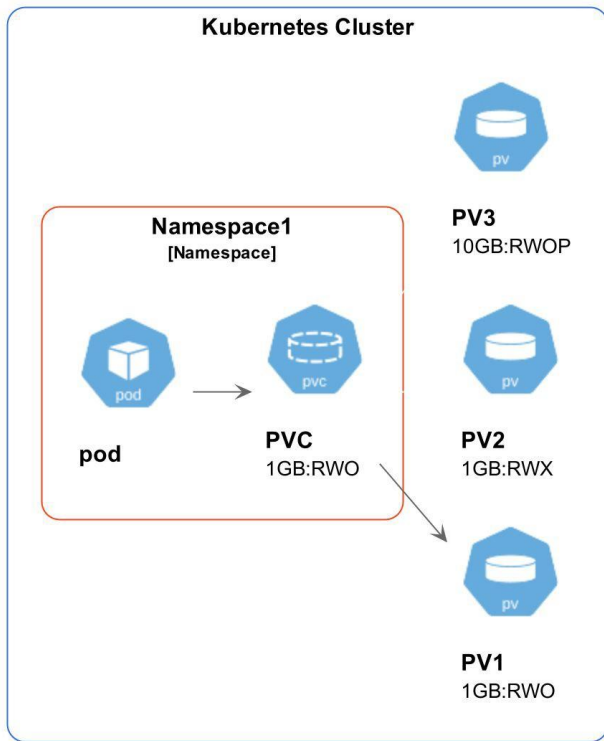 Kubernetes Cluster
pv
PV3
10GB:RWOP
Namespace1
[Namespace]
pod
pod
pvc
PVC
1GB:RWO
pv
PV2
1GB:RWX
pv
PV1
1GB:RWO